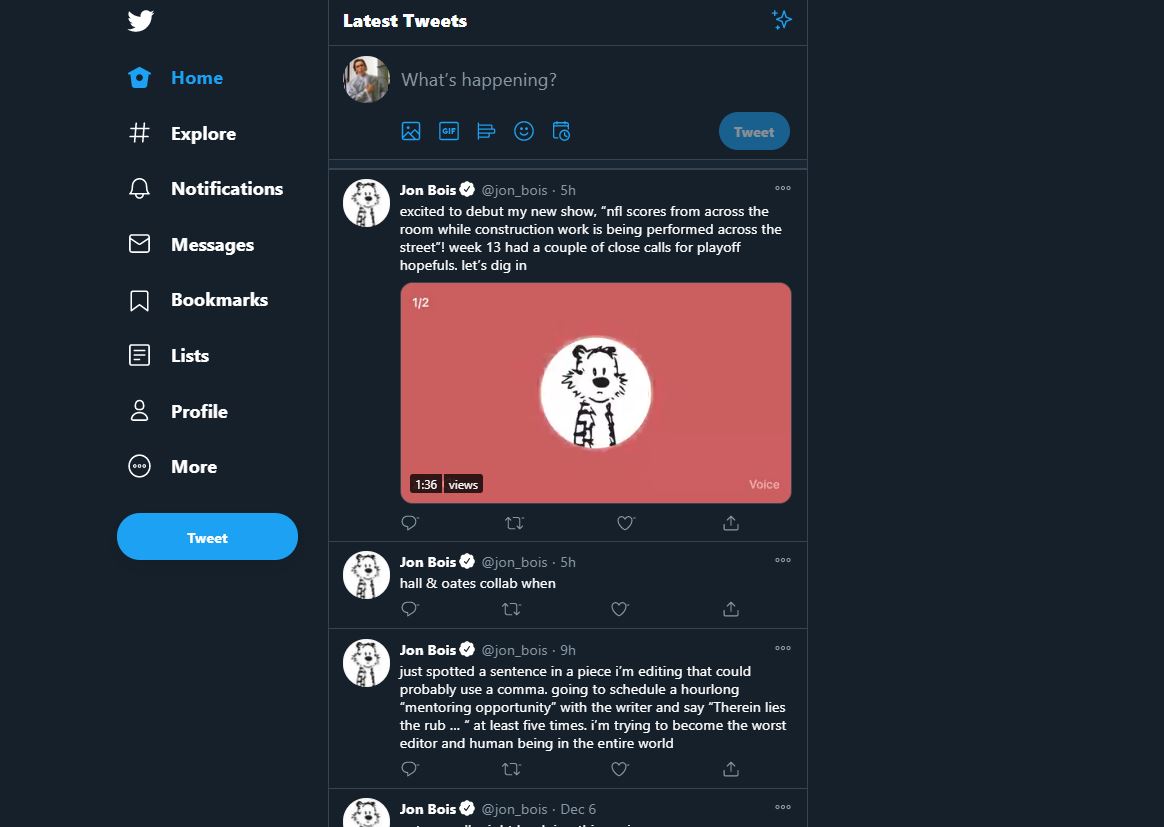 Latest Tweets
Home
Explore
Notifications
Messages
Bookmarks
Lists
Profile
More
Tweet
What's happening?
GIF
Tweet
Jon Bois @jon_bois · 5h
excited to debut my new show, “nfl scores from across the
room while construction work is being performed across the
street”! week 13 had a couple of close calls for playoff
hopefuls. let’s dig in
1/2
1:36 views
Voice
Jon Bois @jon_bois · 5h
hall & oates collab when
Jon Bois @jon_bois · 9h
just spotted a sentence in a piece i’m editing that could
probably use a comma. going to schedule a hourlong
“mentoring opportunity” with the writer and say “Therein lies
the rub ... “ at least five times. i’m trying to become the worst
editor and human being in the entire world
Jon Bois @jon_bois · Dec 6